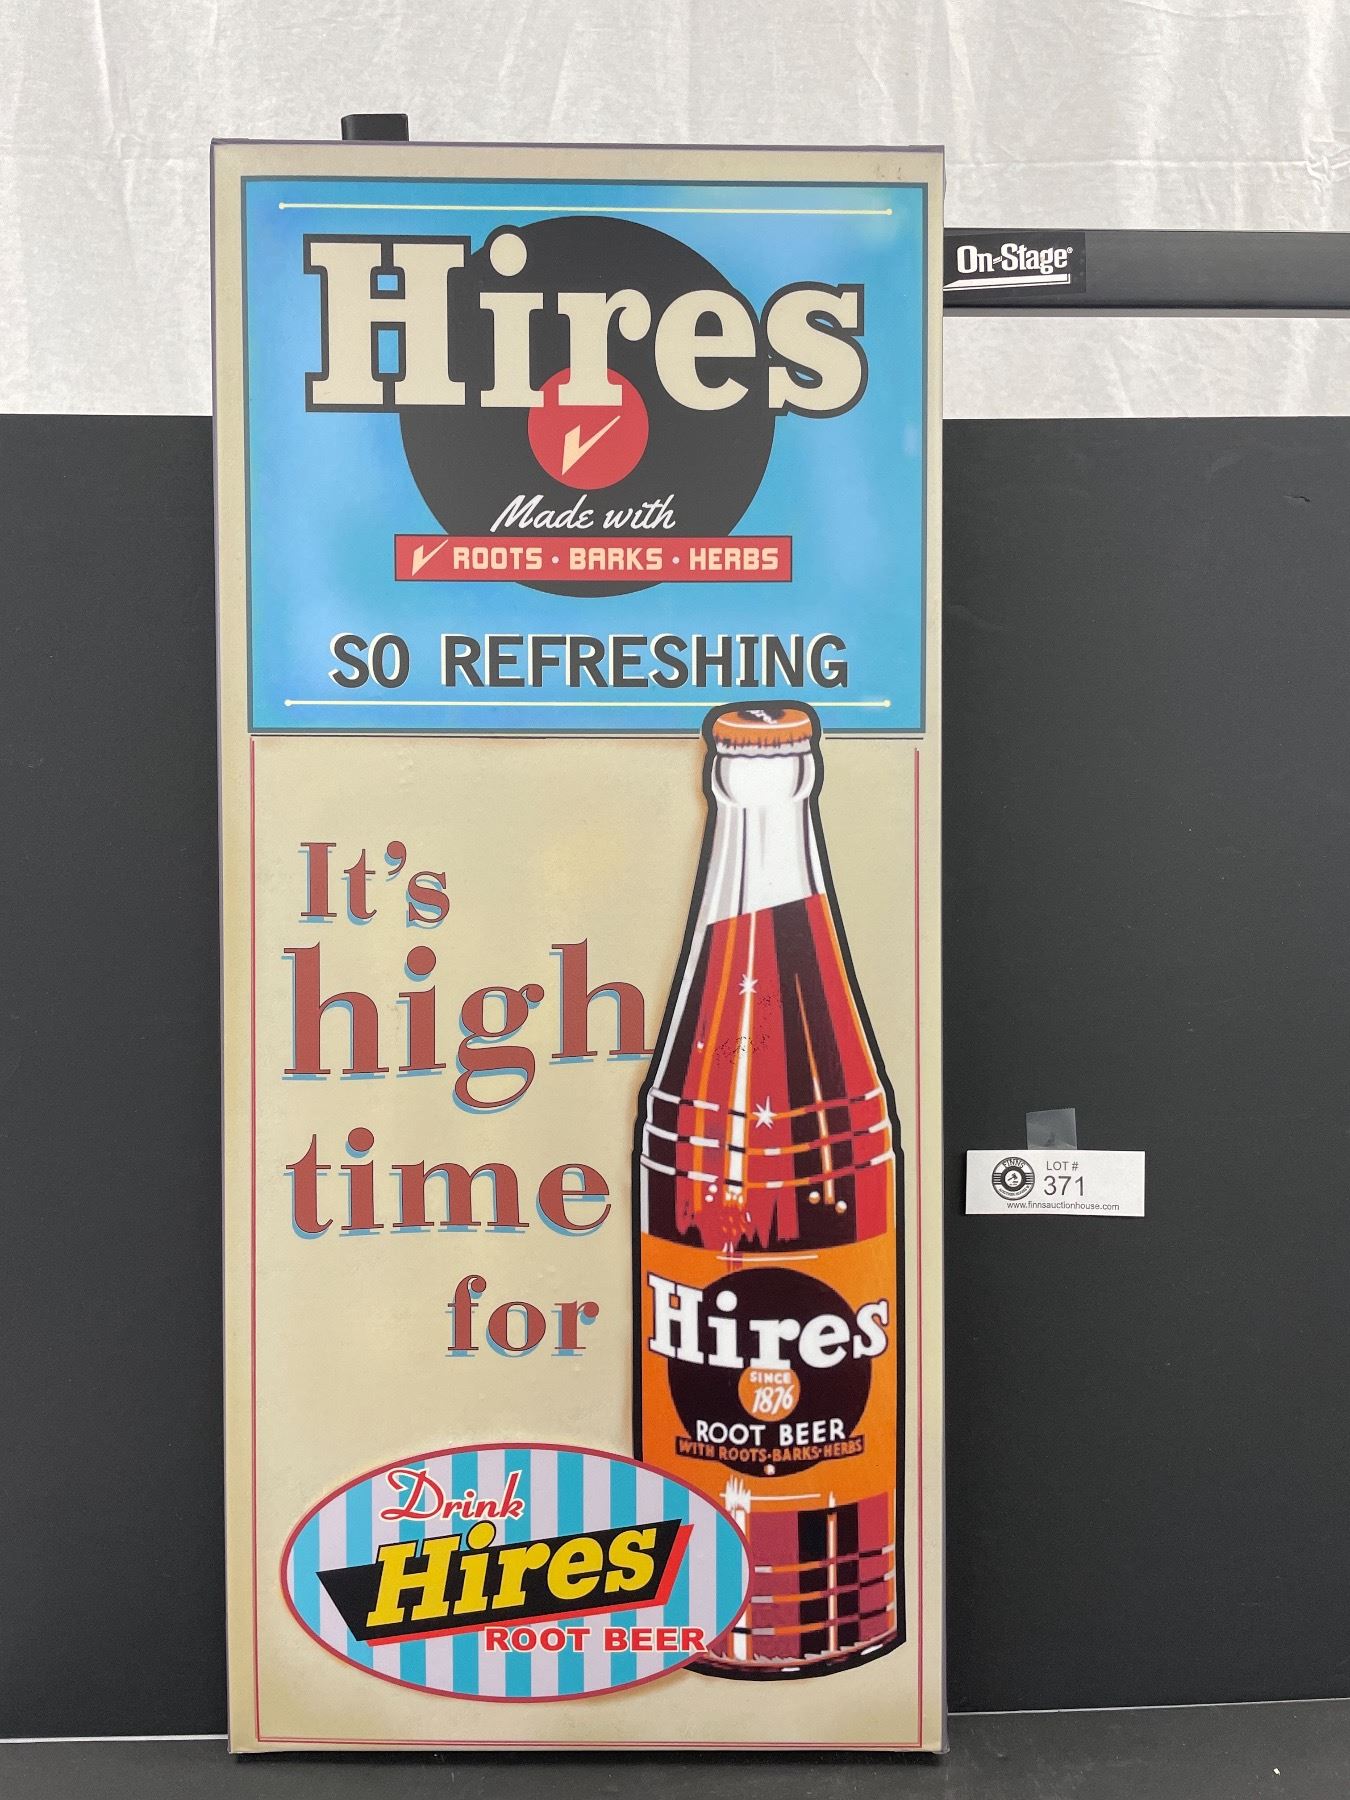 Hires
Made with
ROOTS • BARKS • HERBS
SO REFRESHING
It's
high
time
for
Hires
SINCE
1876
ROOT BEER
WITH ROOTS•BARKS•HERBS
Drink
Hires
ROOT BEER
On-Stage®
LOT #
371
www.finnsauctionhouse.com